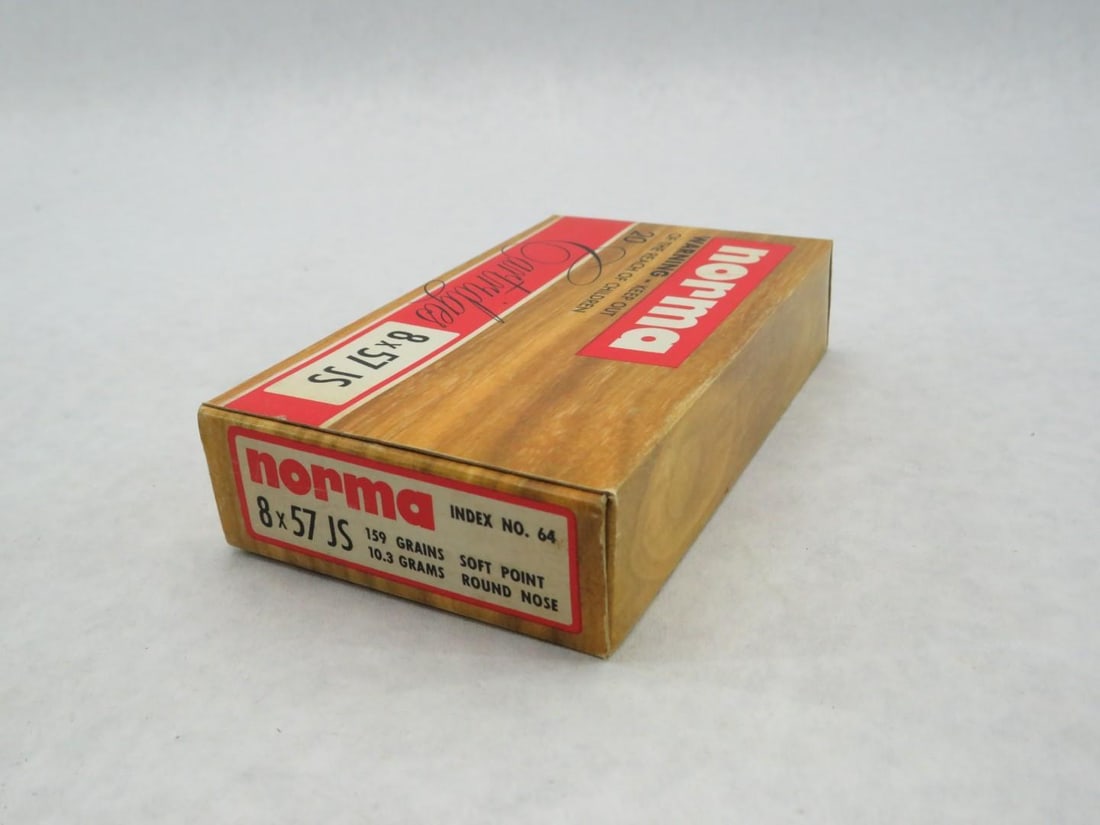 norma
WARNING • KEEP OUT
OF THE REACH OF CHILDREN
20 Cartridges
8x57 JS
norma
INDEX NO. 64
8x57 JS
159 GRAINS SOFT POINT
10.3 GRAMS ROUND NOSE